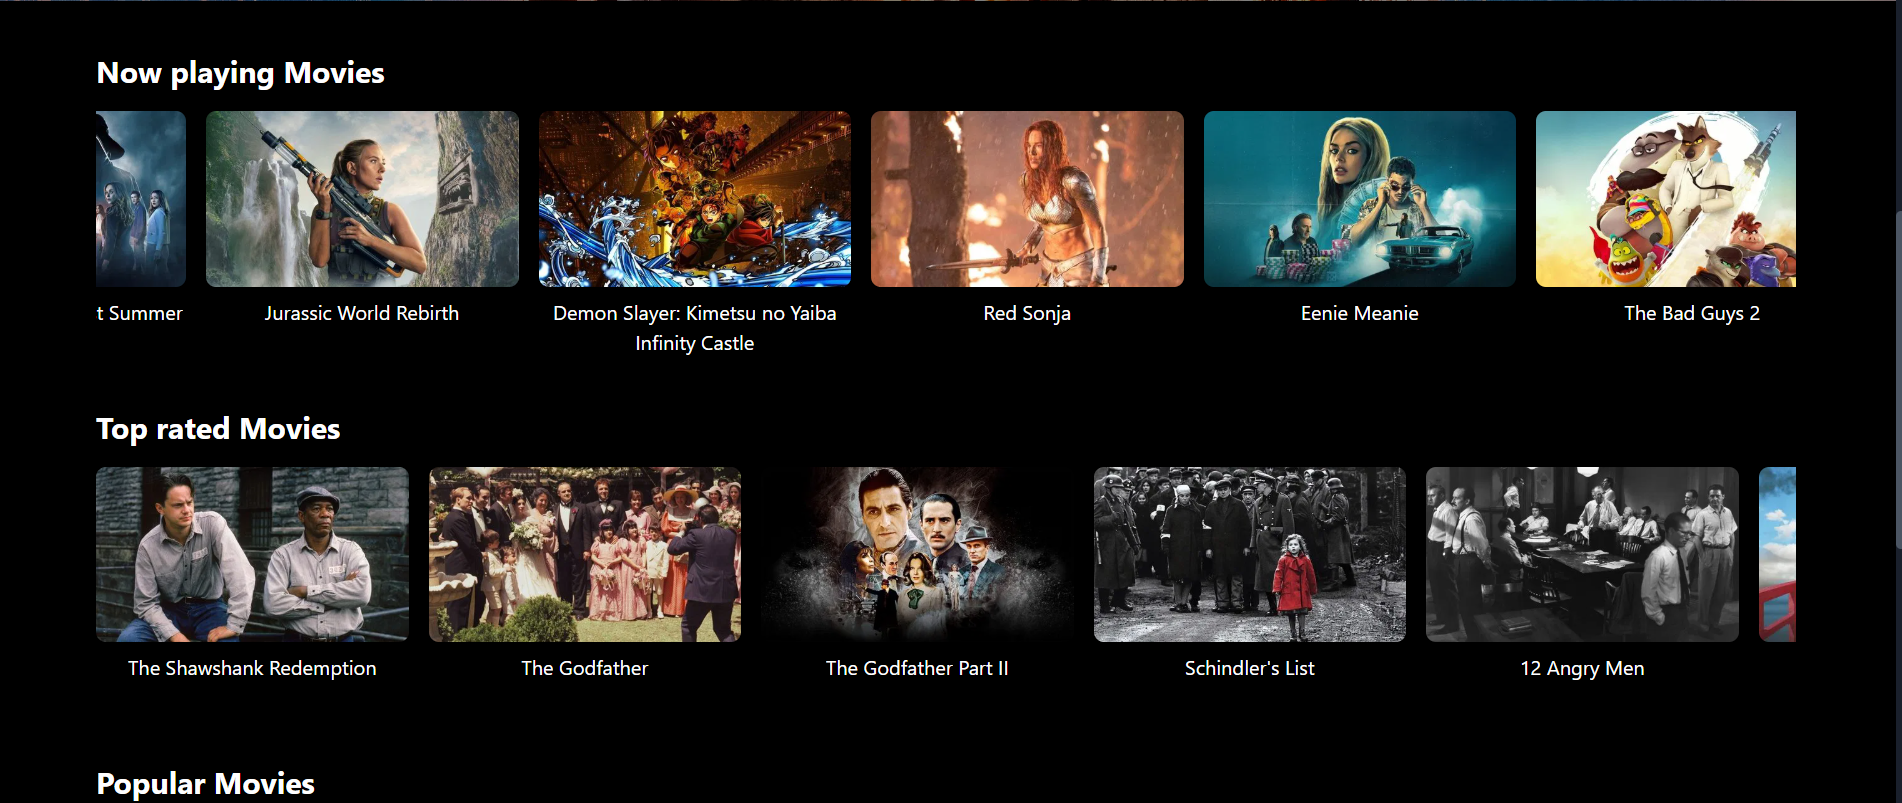 Now playing Movies
t Summer
Jurassic World Rebirth
Demon Slayer: Kimetsu no Yaiba
Infinity Castle
Red Sonja
Eenie Meanie
The Bad Guys 2
Top rated Movies
The Shawshank Redemption
The Godfather
The Godfather Part II
Schindler's List
12 Angry Men
Popular Movies